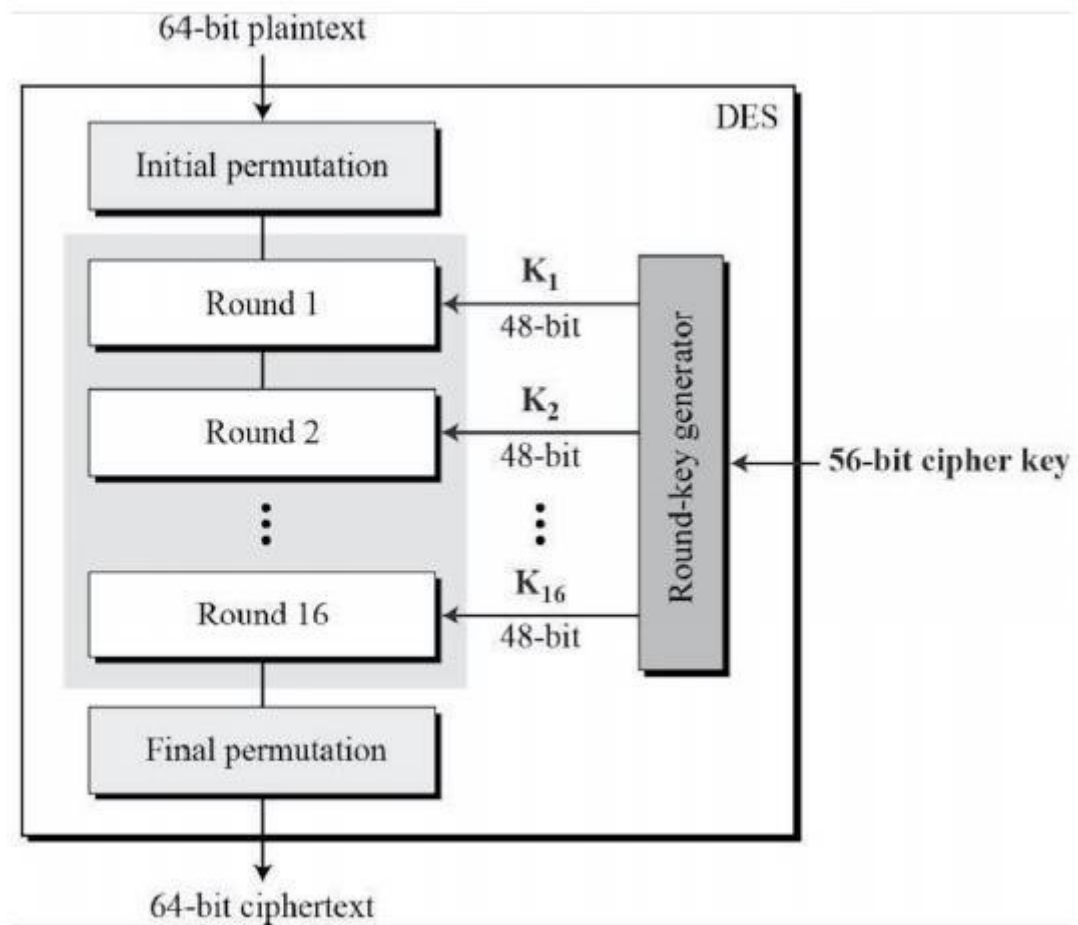 64-bit plaintext
DES
Initial permutation
Round 1
K1
48-bit
Round 2
K2
48-bit
Round-key generator
56-bit cipher key
Round 16
K16
48-bit
Final permutation
64-bit ciphertext